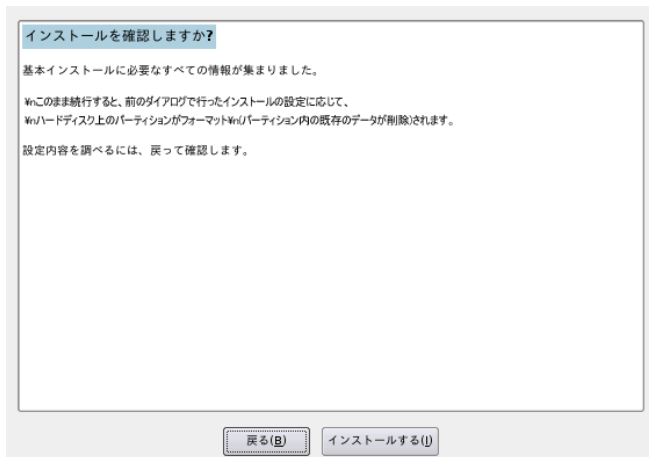 インストールを確認しますか?
基本インストールに必要なすべての情報が集まりました。
¥nこのまま続行すると、前のダイアログで行ったインストールの設定に応じて、
¥nハードディスク上のパーティションがフォーマット¥n(パーティション内の既存のデータが削除)されます。
設定内容を調べるには、戻って確認します。
戻る(B) インストールする(I)